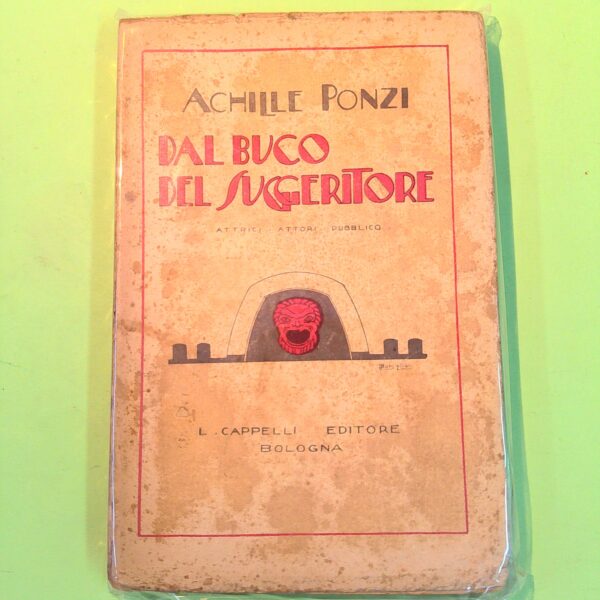 ACHILLE PONZI
DAL BUCO
DEL SUGGERITORE
ATTRICI - ATTORI - PUBBLICO
L. CAPPELLI EDITORE
BOLOGNA